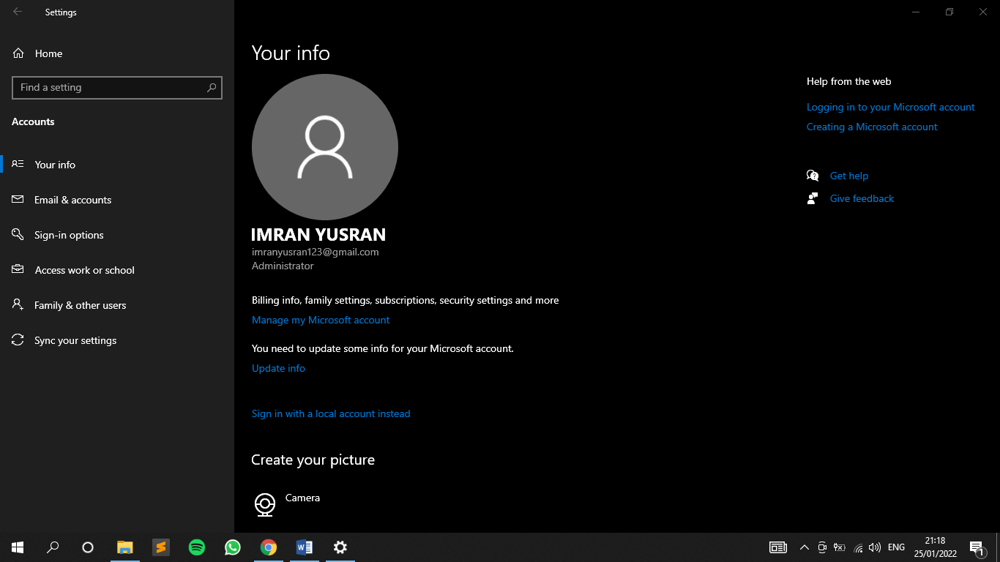 Settings
Home
Find a setting
Accounts
Your info
Email & accounts
Sign-in options
Access work or school
Family & other users
Sync your settings
Your info
IMRAN YUSRAN
imranyusran123@gmail.com
Administrator
Billing info, family settings, subscriptions, security settings and more
Manage my Microsoft account
You need to update some info for your Microsoft account.
Update info
Sign in with a local account instead
Create your picture
Camera
Help from the web
Logging in to your Microsoft account
Creating a Microsoft account
Get help
Give feedback
W
ENG
21:18
25/01/2022
1